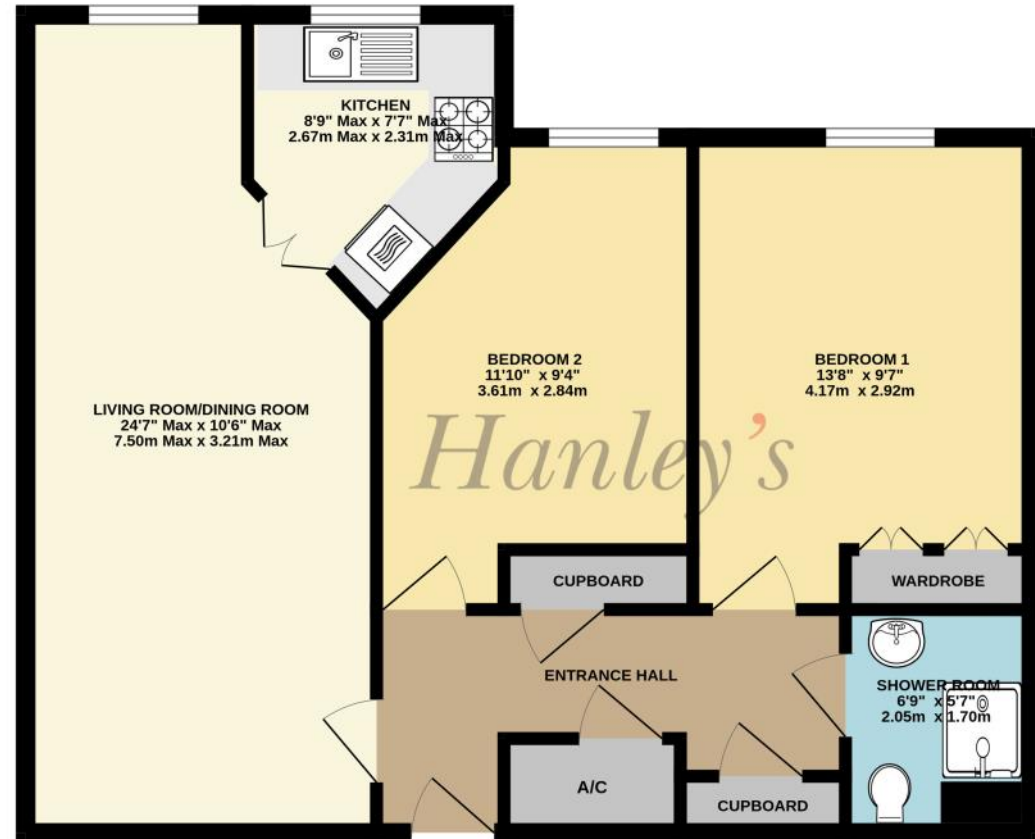 KITCHEN
8'9" Max x 7'7" Max
2.67m Max x 2.31m Max
BEDROOM 2
11'10" x 9'4"
3.61m x 2.84m
BEDROOM 1
13'8" x 9'7"
4.17m x 2.92m
LIVING ROOM/DINING ROOM
24'7" Max x 10'6" Max
7.50m Max x 3.21m Max
Hanley's
CUPBOARD
WARDROBE
ENTRANCE HALL
SHOWER ROOM
6'9" x 5'7"
2.05m x 1.70m
A/C
CUPBOARD